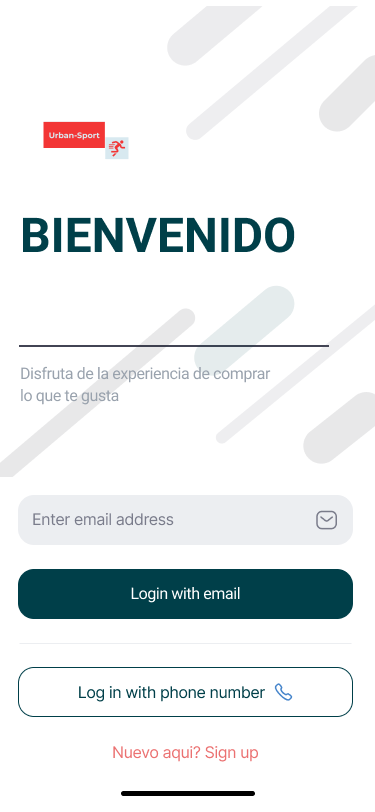 Urban-Sport
BIENVENIDO
Disfruta de la experiencia de comprar
lo que te gusta
Enter email address
Login with email
Log in with phone number
Nuevo aqui? Sign up